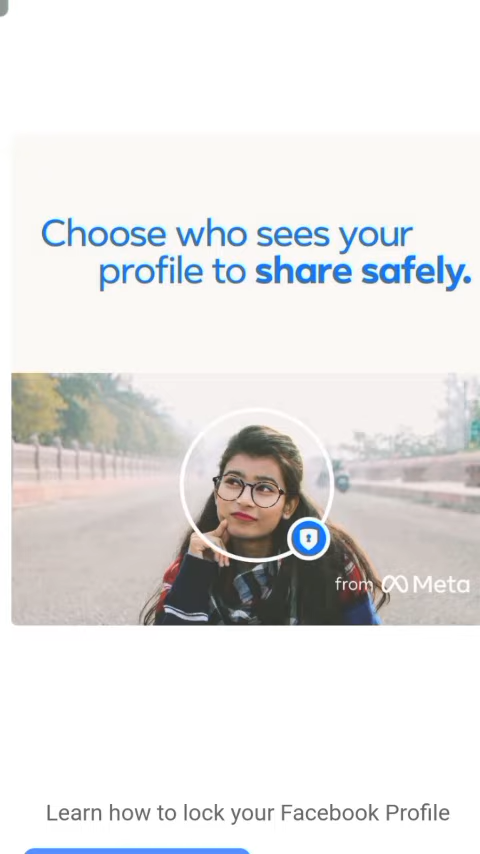 Choose who sees your
profile to share safely.
from Meta
Learn how to lock your Facebook Profile